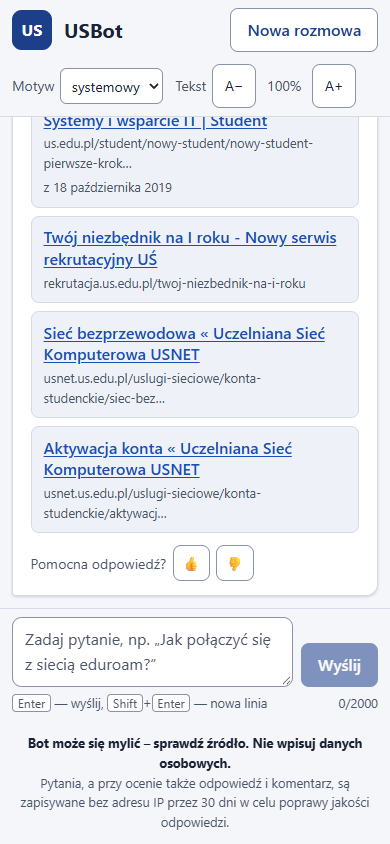 US USBot Nowa rozmowa
Motyw systemowy Tekst A− 100% A+
Systemy i wsparcie IT | Student
us.edu.pl/student/nowy-student/nowy-student-
pierwsze-krok...
z 18 października 2019
Twój niezbędnik na I roku - Nowy serwis
rekrutacyjny UŚ
rekrutacja.us.edu.pl/twoj-niezbednik-na-i-roku
Sieć bezprzewodowa « Uczelniana Sieć
Komputerowa USNET
usnet.us.edu.pl/uslugi-sieciowe/konta-
studenckie/siec-bez...
Aktywacja konta « Uczelniana Sieć
Komputerowa USNET
usnet.us.edu.pl/uslugi-sieciowe/konta-
studenckie/aktywacj...
Pomocna odpowiedź? 👍 👎
Zadaj pytanie, np. „Jak połączyć się
z siecią eduroam?”
Wyślij
Enter — wyślij, Shift+Enter — nowa linia 0/2000
Bot może się mylić – sprawdź źródło. Nie wpisuj danych
osobowych.
Pytania, a przy ocenie także odpowiedź i komentarz, są
zapisywane bez adresu IP przez 30 dni w celu poprawy jakości
odpowiedzi.